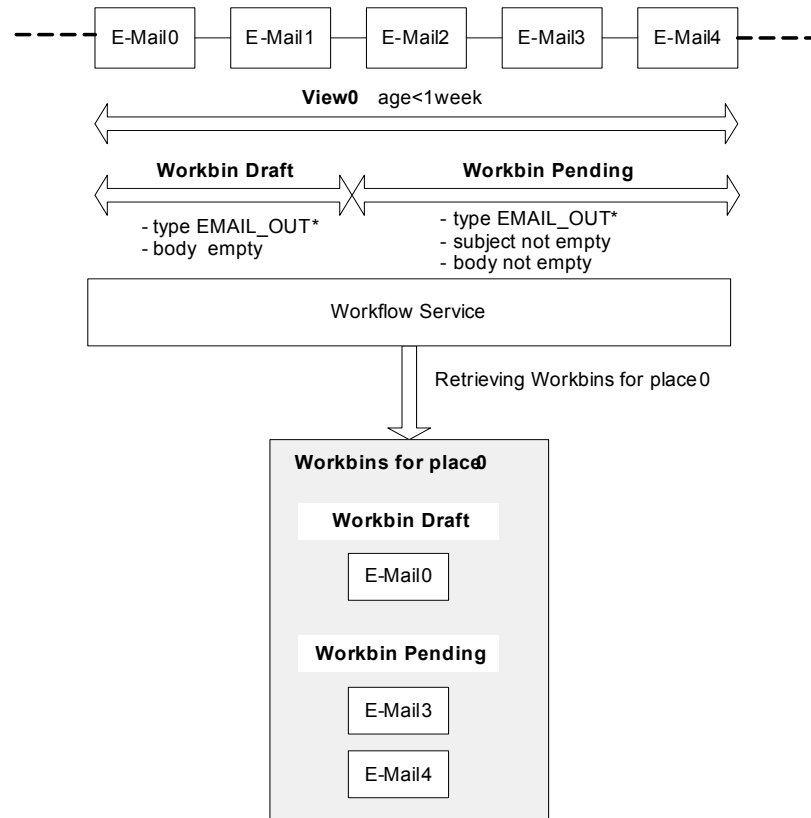 E-Mail0 E-Mail1 E-Mail2 E-Mail3 E-Mail4
View0 age<1week
Workbin Draft
Workbin Pending
- type EMAIL_OUT*
- body empty
- type EMAIL_OUT*
- subject not empty
- body not empty
Workflow Service
Retrieving Workbins for place0
Workbins for place0
Workbin Draft
E-Mail0
Workbin Pending
E-Mail3
E-Mail4